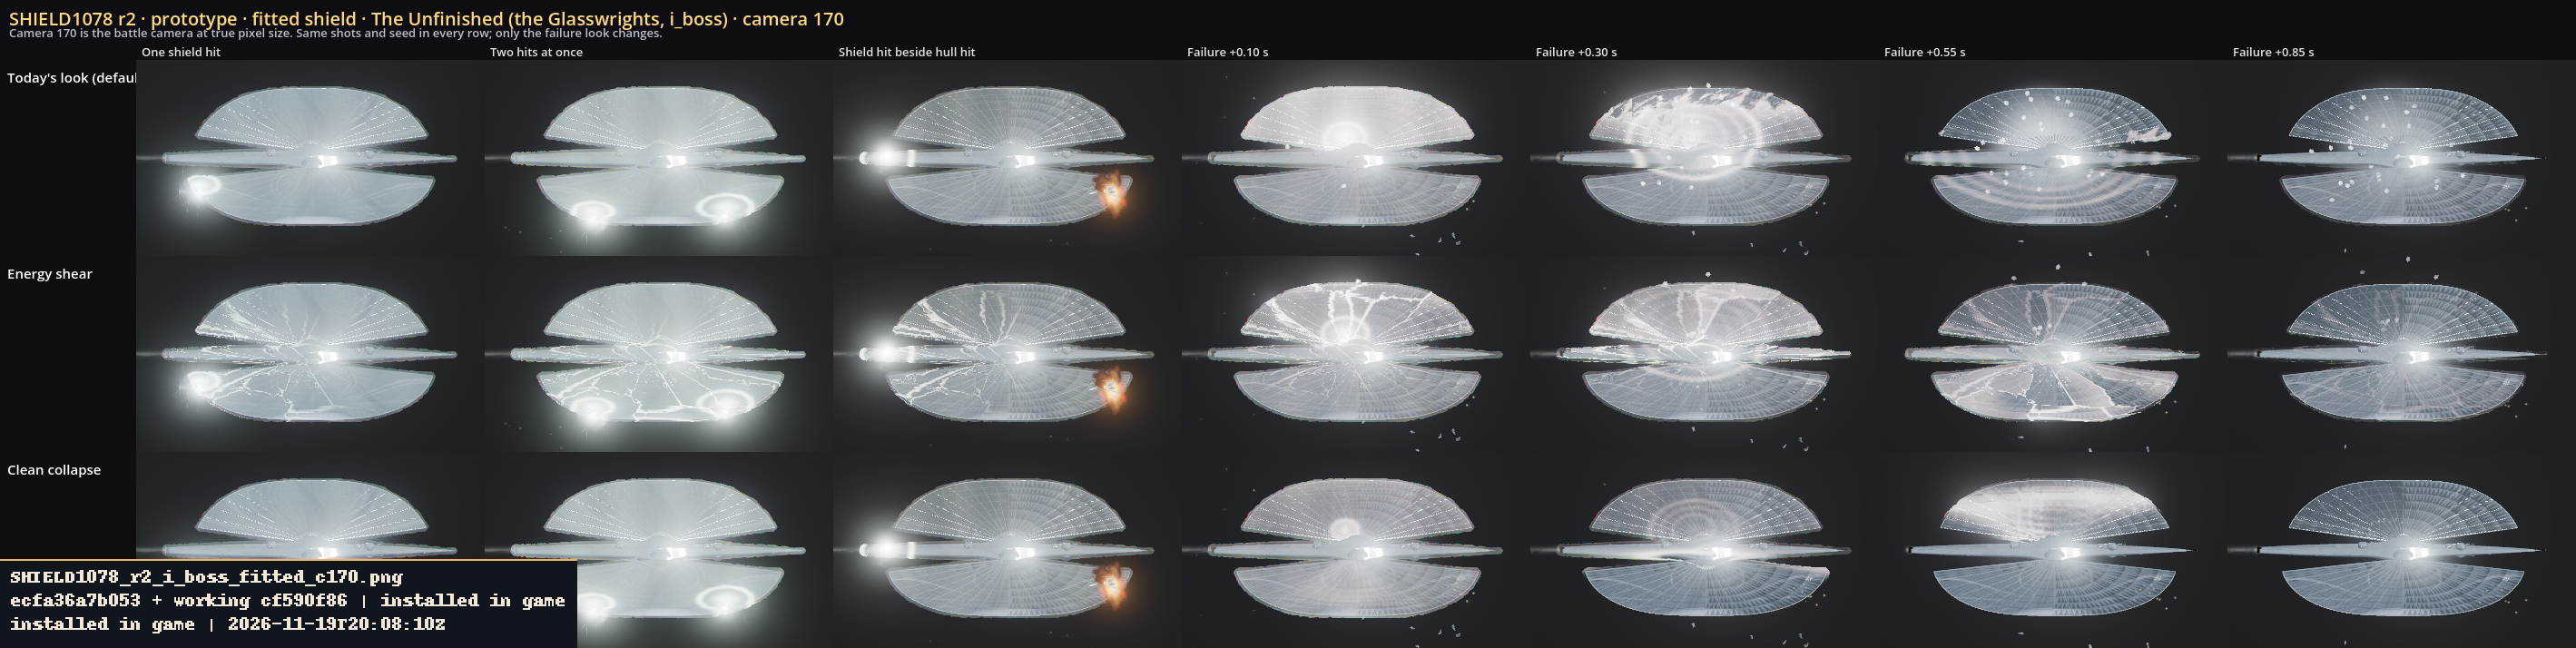 SHIELD1078 r2 · prototype · fitted shield · The Unfinished (the Glasswrights, i_boss) · camera 170
Camera 170 is the battle camera at true pixel size. Same shots and seed in every row; only the failure look changes.
One shield hit
Two hits at once
Shield hit beside hull hit
Failure +0.10 s
Failure +0.30 s
Failure +0.55 s
Failure +0.85 s
Today's look (defaul
Energy shear
Clean collapse
SHIELD1078_r2_i_boss_fitted_c170.png
ecfa36a7b053 + working cf590f86 | installed in game
installed in game | 2026-11-19T20:08:10Z